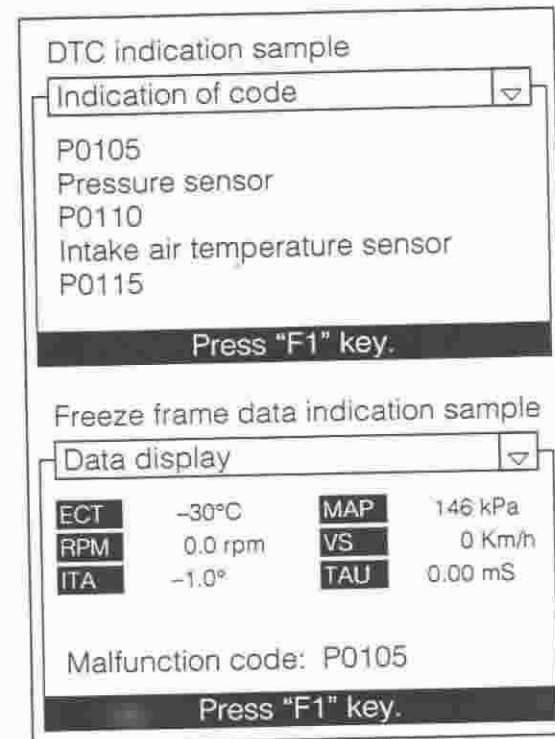 DTC indication sample
Indication of code
P0105
Pressure sensor
P0110
Intake air temperature sensor
P0115
Press “F1” key.
Freeze frame data indication sample
Data display
ECT –30°C MAP 146 kPa
RPM 0.0 rpm VS 0 Km/h
ITA –1.0° TAU 0.00 mS
Malfunction code: P0105
Press “F1” key.